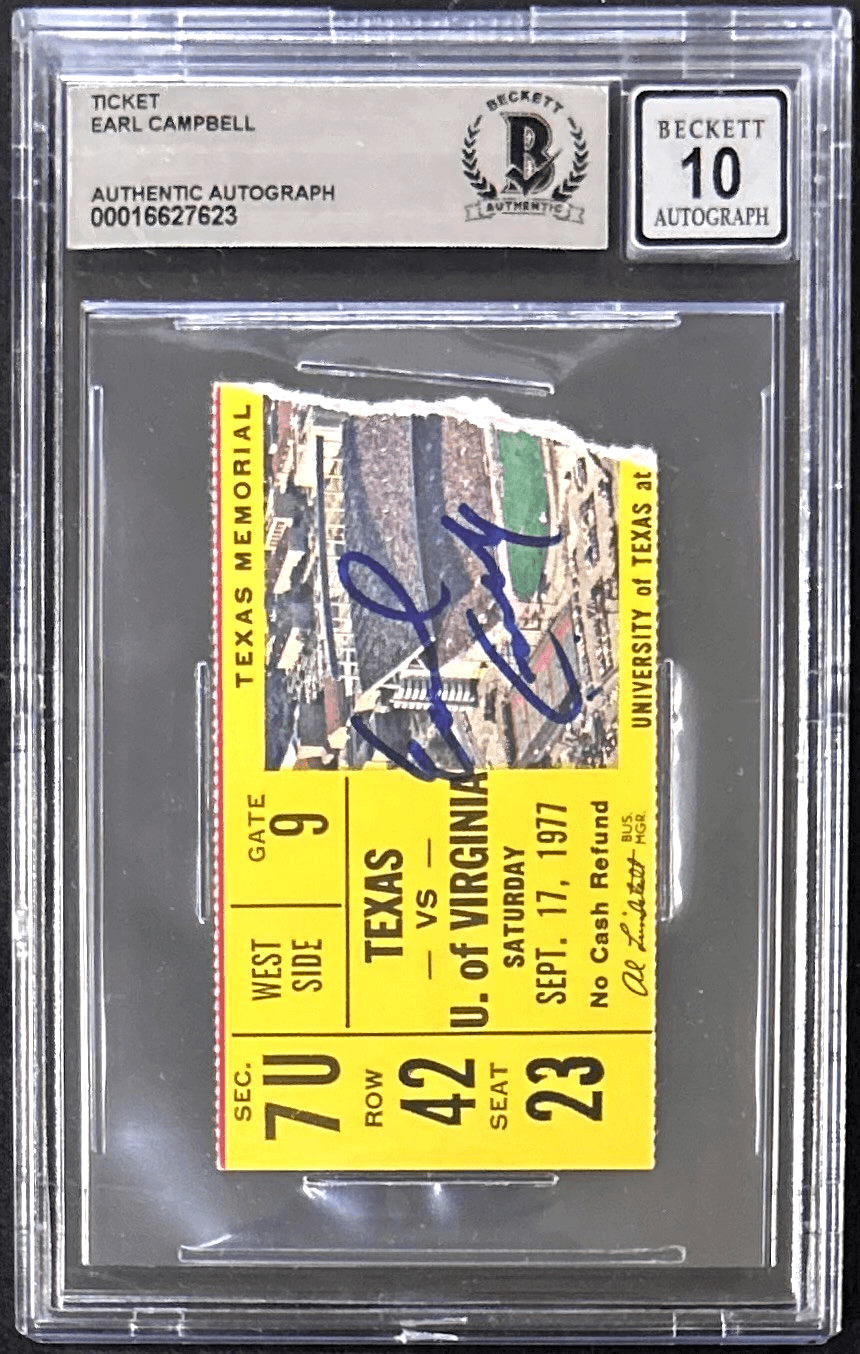 TICKET
EARL CAMPBELL
AUTHENTIC AUTOGRAPH
00016627623
BECKETT
B
AUTHENTIC
BECKETT
10
AUTOGRAPH
TEXAS MEMORIAL
GATE
9
WEST
SIDE
TEXAS
— VS —
U. of VIRGINIA
SATURDAY
SEPT. 17, 1977
No Cash Refund
BUS.
MGR.
UNIVERSITY of TEXAS at
SEC.
7U
ROW
42
SEAT
23
Earl Campbell